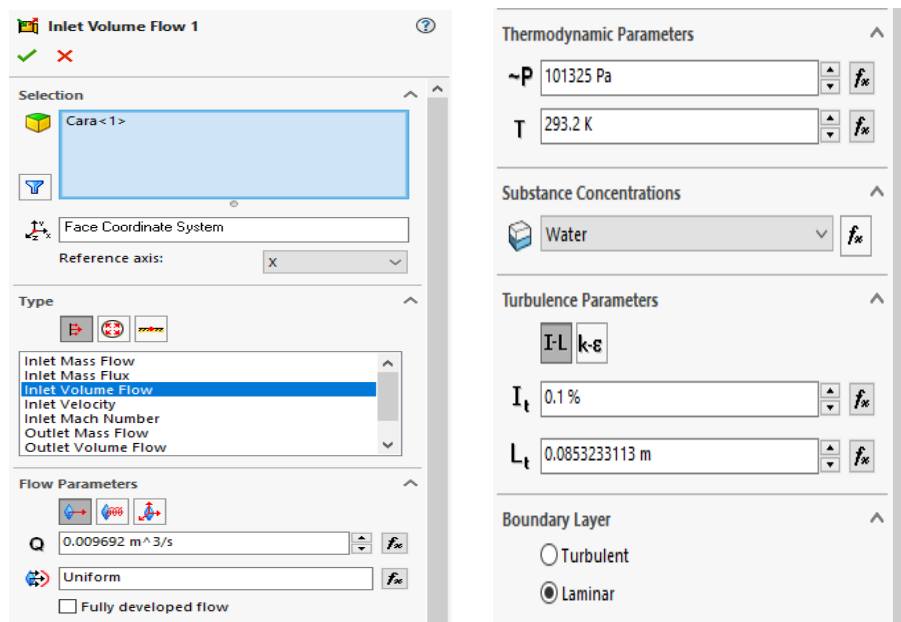 Inlet Volume Flow 1
Selection
Cara<1>
Face Coordinate System
Reference axis:
X
Type
Inlet Mass Flow
Inlet Mass Flux
Inlet Volume Flow
Inlet Velocity
Inlet Mach Number
Outlet Mass Flow
Outlet Volume Flow
Flow Parameters
Q 0.009692 m^3/s
Uniform
Fully developed flow
Thermodynamic Parameters
~P 101325 Pa
T 293.2 K
Substance Concentrations
Water
Turbulence Parameters
I-L k-ε
It 0.1 %
Lt 0.0853233113 m
Boundary Layer
Turbulent
Laminar